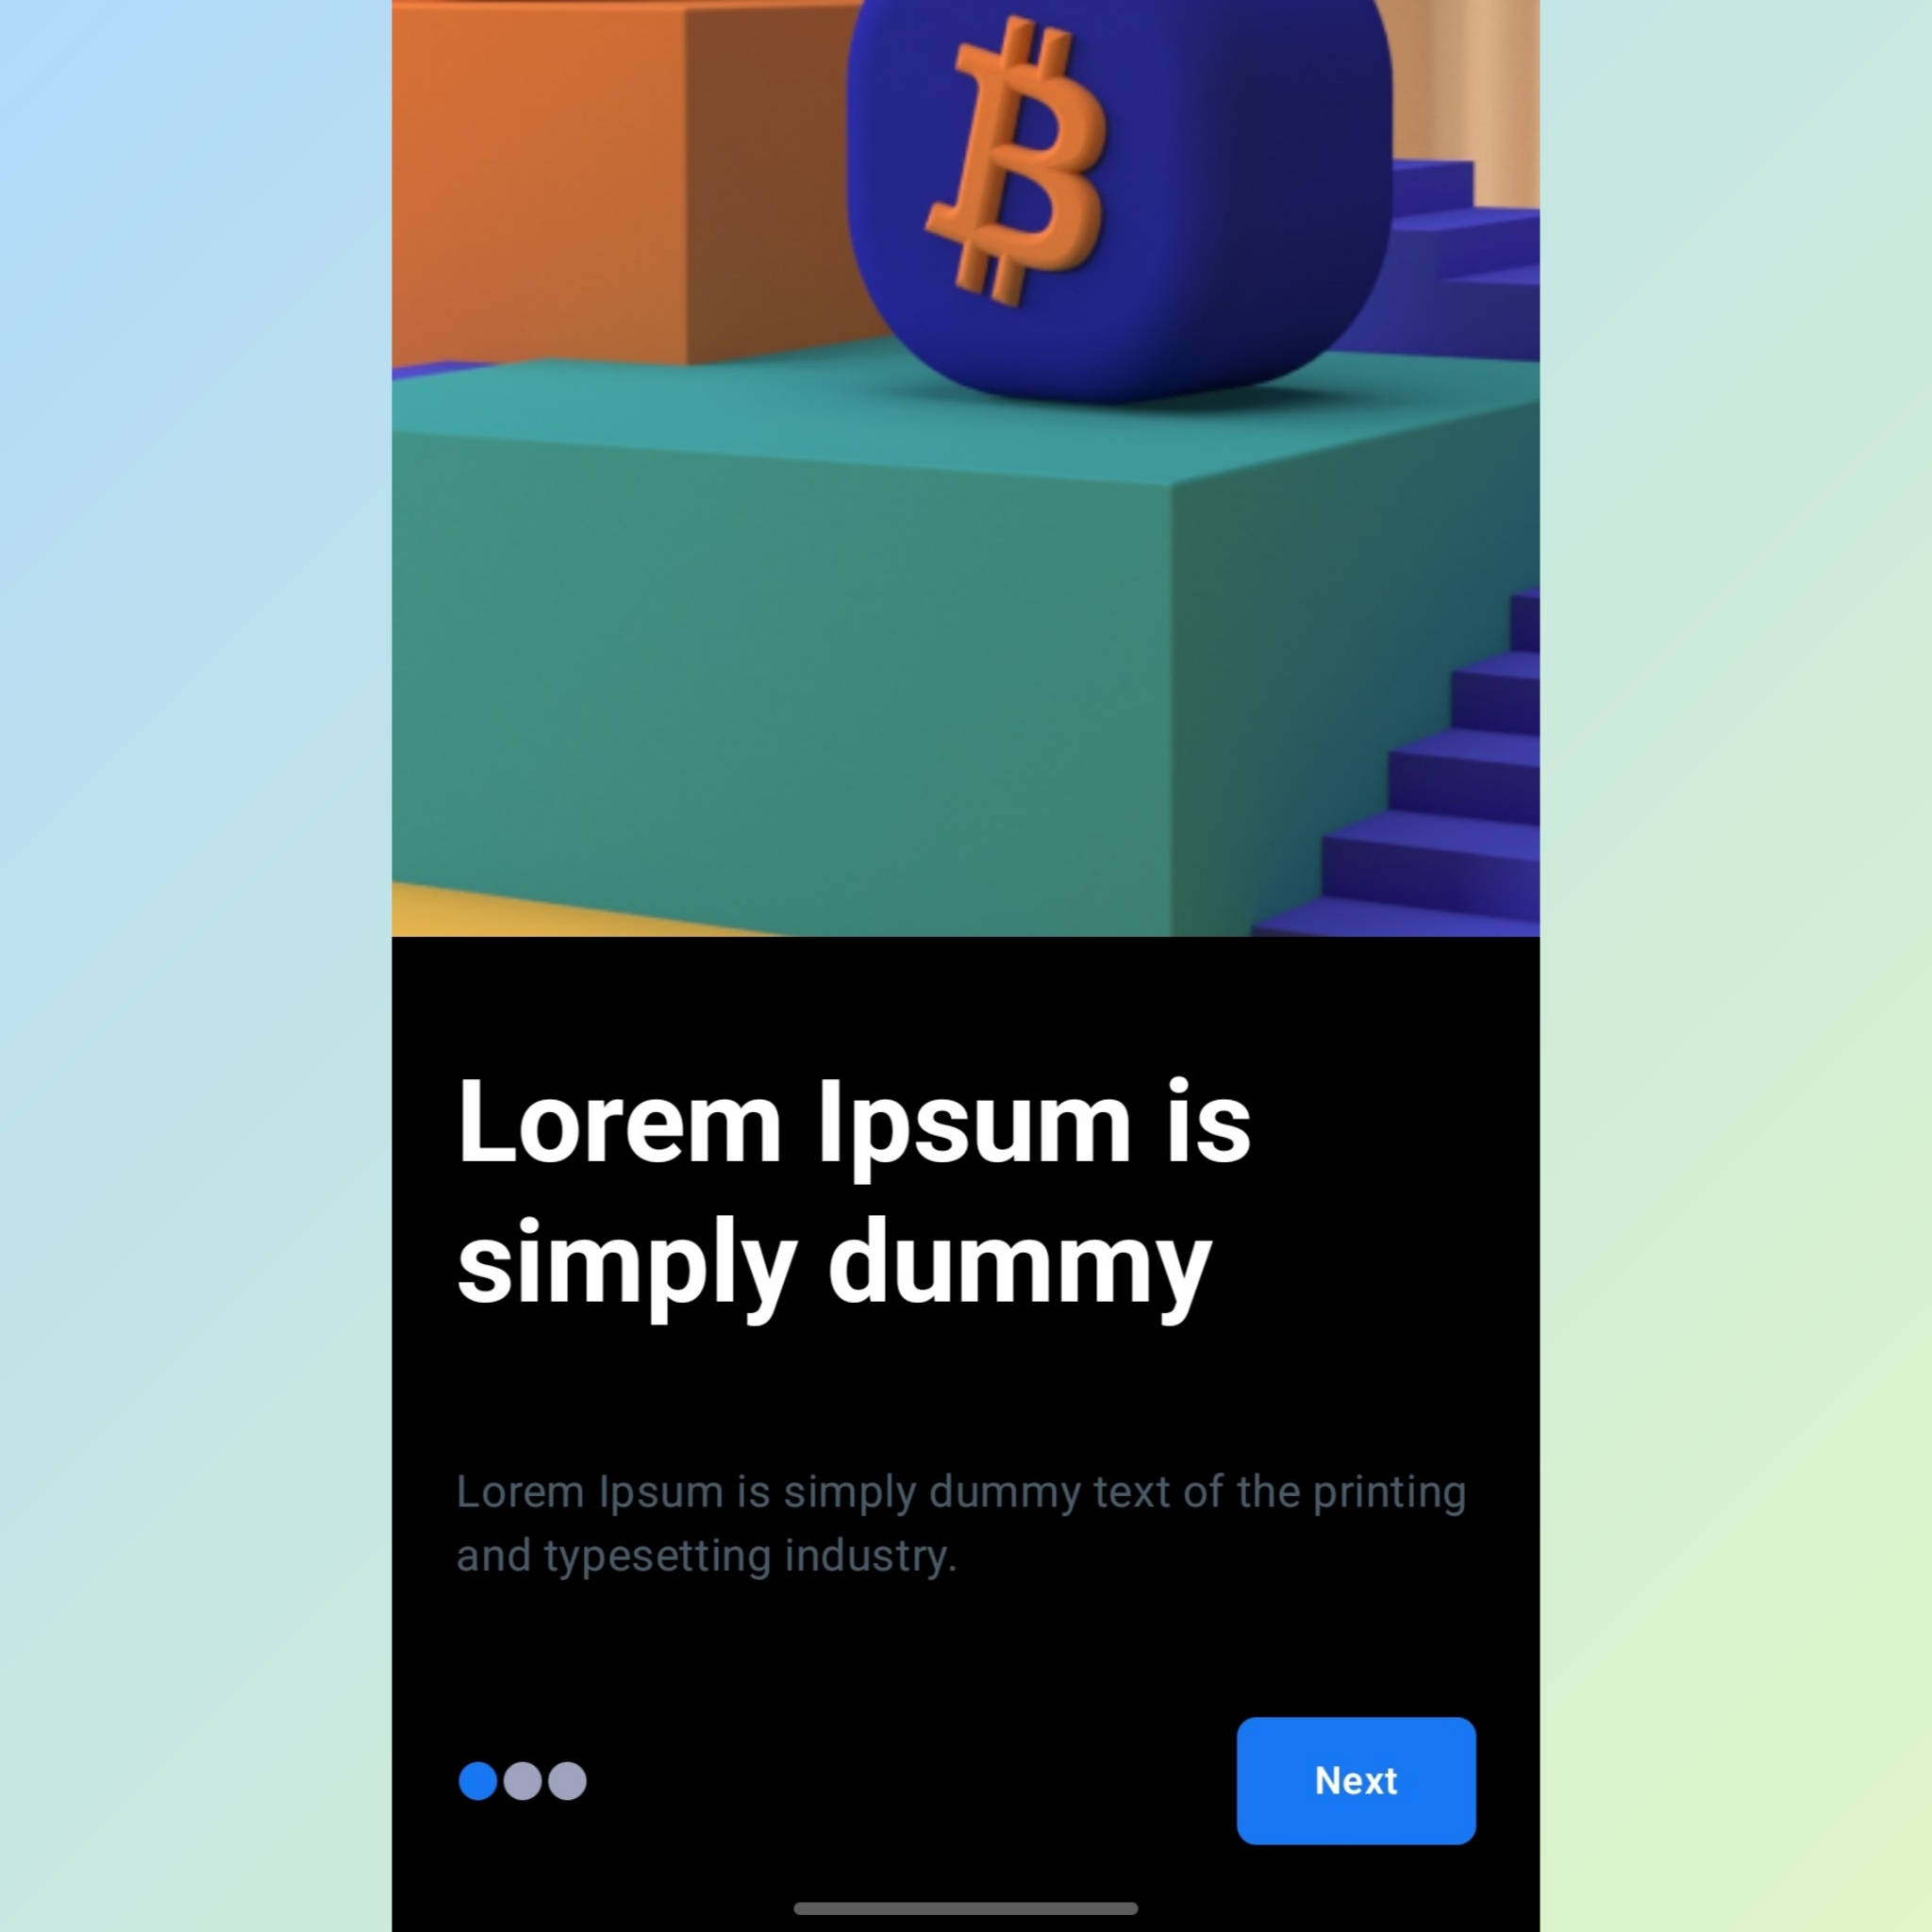 Lorem Ipsum is
simply dummy
Lorem Ipsum is simply dummy text of the printing
and typesetting industry.
Next